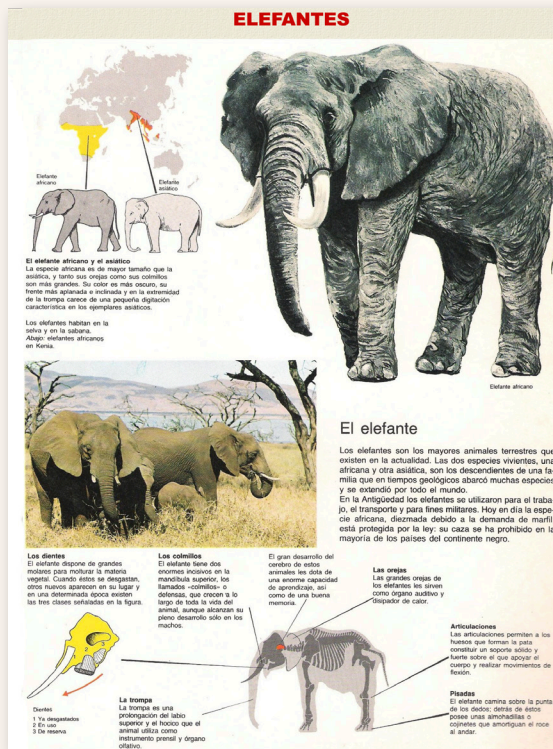 ELEFANTES
Elefante
africano
Elefante
asiático
El elefante africano y el asiático
La especie africana es de mayor tamaño que la
asiática, y tanto sus orejas como sus colmillos
son más grandes. Su color es más oscuro, su
frente más aplanada e inclinada y en la extremidad
de la trompa carece de una pequeña digitación
característica en los ejemplares asiáticos.
Los elefantes habitan en la
selva y en la sabana.
Abajo: elefantes africanos
en Kenia.
Elefante africano
El elefante
Los elefantes son los mayores animales terrestres que
existen en la actualidad. Las dos especies vivientes, una
africana y otra asiática, son los descendientes de una fa-
milia que en tiempos geológicos abarcó muchas especies
y se extendió por todo el mundo.
En la Antigüedad los elefantes se utilizaron para el traba-
jo, el transporte y para fines militares. Hoy en día la espe-
cie africana, diezmada debido a la demanda de marfil,
está protegida por la ley: su caza se ha prohibido en la
mayoría de los países del continente negro.
Los dientes
El elefante dispone de grandes
molares para molturar la materia
vegetal. Cuando éstos se desgastan,
otros nuevos aparecen en su lugar y
en una determinada época existen
las tres clases señaladas en la figura.
Los colmillos
El elefante tiene dos
enormes incisivos en la
mandíbula superior, los
llamados «colmillos» o
defensas, que crecen a lo
largo de toda la vida del
animal, aunque alcanzan su
pleno desarrollo sólo en los
machos.
El gran desarrollo del
cerebro de estos
animales les dota de
una enorme capacidad
de aprendizaje, así
como de una buena
memoria.
Las orejas
Las grandes orejas de
los elefantes les sirven
como órgano auditivo y
disipador de calor.
Articulaciones
Las articulaciones permiten a los
huesos que forman la pata
constituir un soporte sólido y
fuerte sobre el que apoyar el
cuerpo y realizar movimientos de
flexión.
Pisadas
El elefante camina sobre la punta
de los dedos; detrás de éstos
posee unas almohadillas o
cojinetes que amortiguan el roce
al andar.
La trompa
La trompa es una
prolongación del labio
superior y el hocico que el
animal utiliza como
instrumento prensil y órgano
olfativo.
Dientes
1 Ya desgastados
2 En uso
3 De reserva